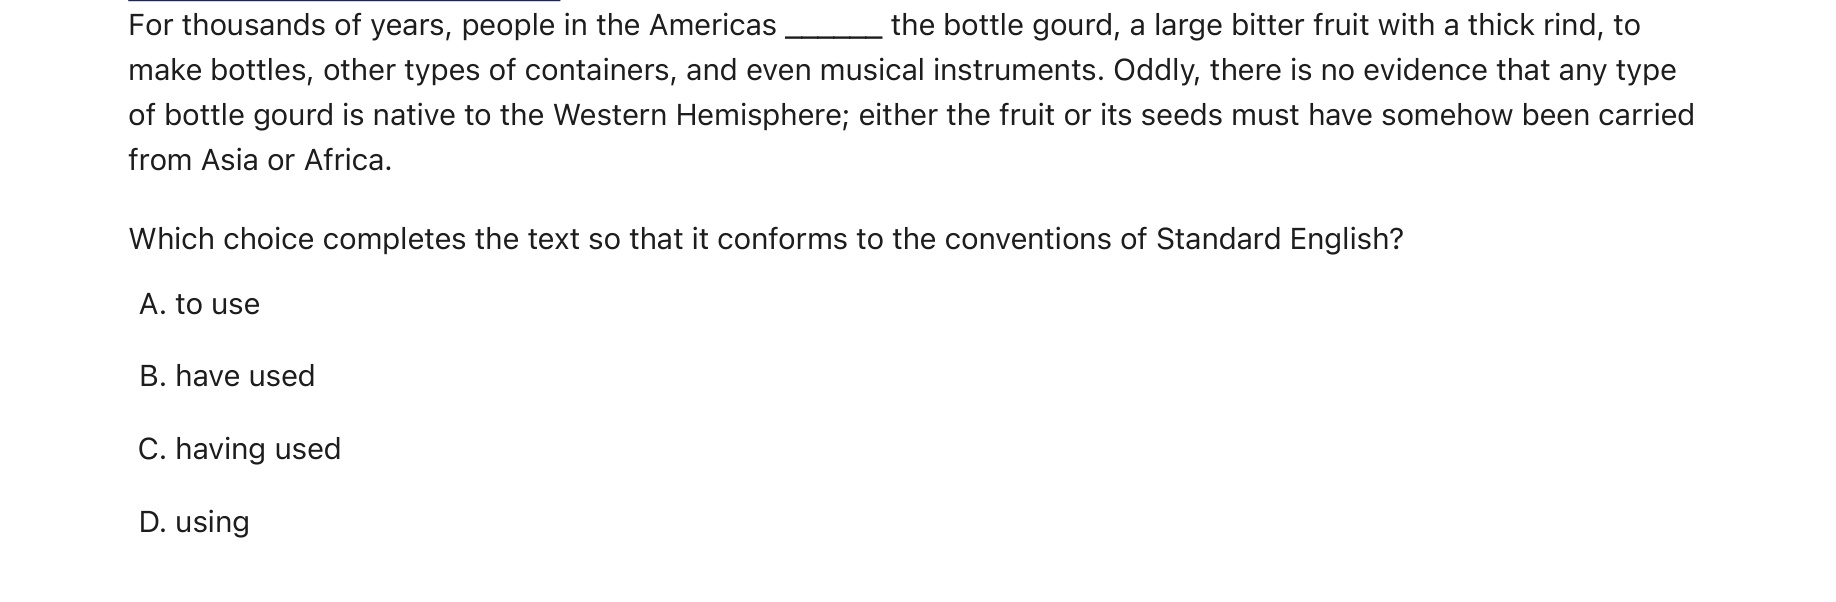 For thousands of years, people in the Americas ______ the bottle gourd, a large bitter fruit with a thick rind, to
make bottles, other types of containers, and even musical instruments. Oddly, there is no evidence that any type
of bottle gourd is native to the Western Hemisphere; either the fruit or its seeds must have somehow been carried
from Asia or Africa.
Which choice completes the text so that it conforms to the conventions of Standard English?
A. to use
B. have used
C. having used
D. using